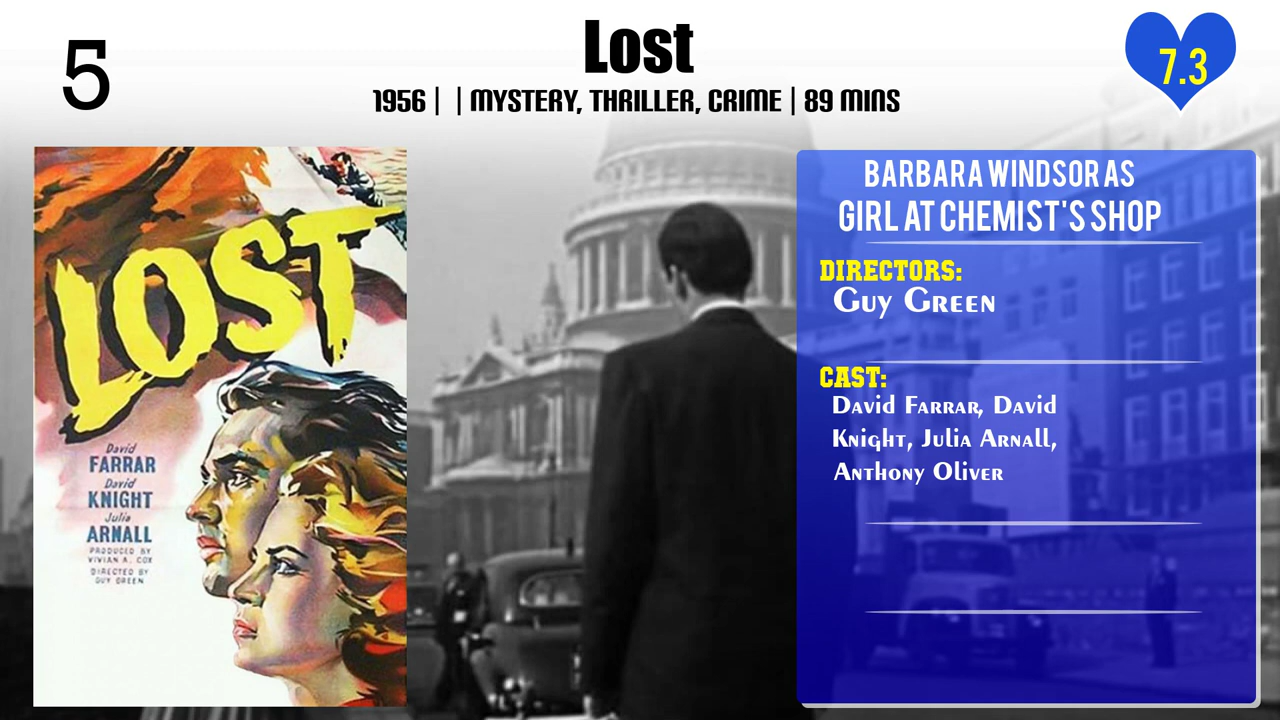 5
Lost
7.3
1956 | | MYSTERY, THRILLER, CRIME | 89 MINS
LOST
David
FARRAR
David
KNIGHT
Julia
ARNALL
PRODUCED BY
VIVIAN A. COX
DIRECTED BY
GUY GREEN
BARBARA WINDSOR AS
GIRL AT CHEMIST'S SHOP
DIRECTORS:
Guy Green
CAST:
David Farrar, David
Knight, Julia Arnall,
Anthony Oliver